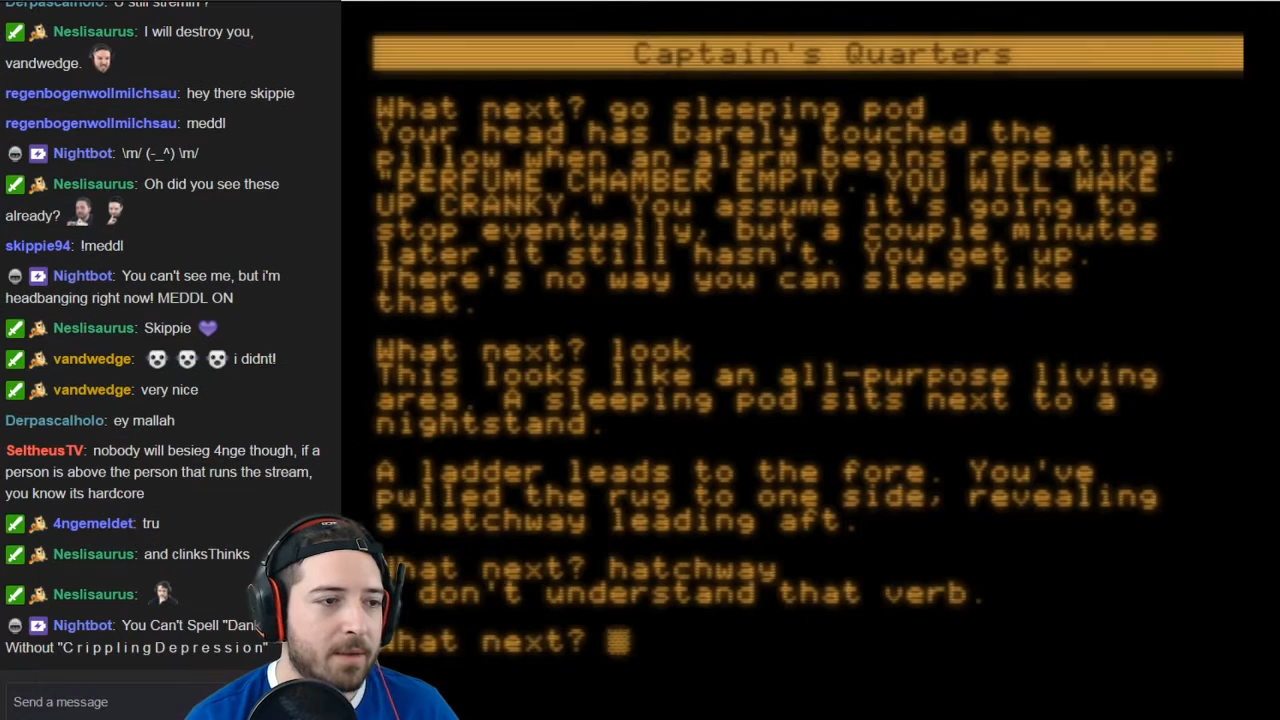 Derpascalholo: U still stremin ?
Neslisaurus: I will destroy you,
vandwedge.
regenbogenwollmilchsau: hey there skippie
regenbogenwollmilchsau: meddl
Nightbot: \m/ (-_^) \m/
Neslisaurus: Oh did you see these
already?
skippie94: !meddl
Nightbot: You can't see me, but i'm
headbanging right now! MEDDL ON
Neslisaurus: Skippie
vandwedge: i didnt!
vandwedge: very nice
Derpascalholo: ey mallah
SeltheusTV: nobody will besieg 4nge though, if a
person is above the person that runs the stream,
you know its hardcore
4ngemeldet: tru
Neslisaurus: and clinksThinks
Neslisaurus:
Nightbot: You Can't Spell "Dan
Without "C r i p p l i n g D e p r e s s i o n"
Send a message
Captain's Quarters
What next? go sleeping pod
Your head has barely touched the
pillow when an alarm begins repeating:
"PERFUME CHAMBER EMPTY. YOU WILL WAKE
UP CRANKY." You assume it's going to
stop eventually, but a couple minutes
later it still hasn't. You get up.
There's no way you can sleep like
that.
What next? look
This looks like an all-purpose living
area. A sleeping pod sits next to a
nightstand.
A ladder leads to the fore. You've
pulled the rug to one side, revealing
a hatchway leading aft.
What next? hatchway
don't understand that verb.
What next?